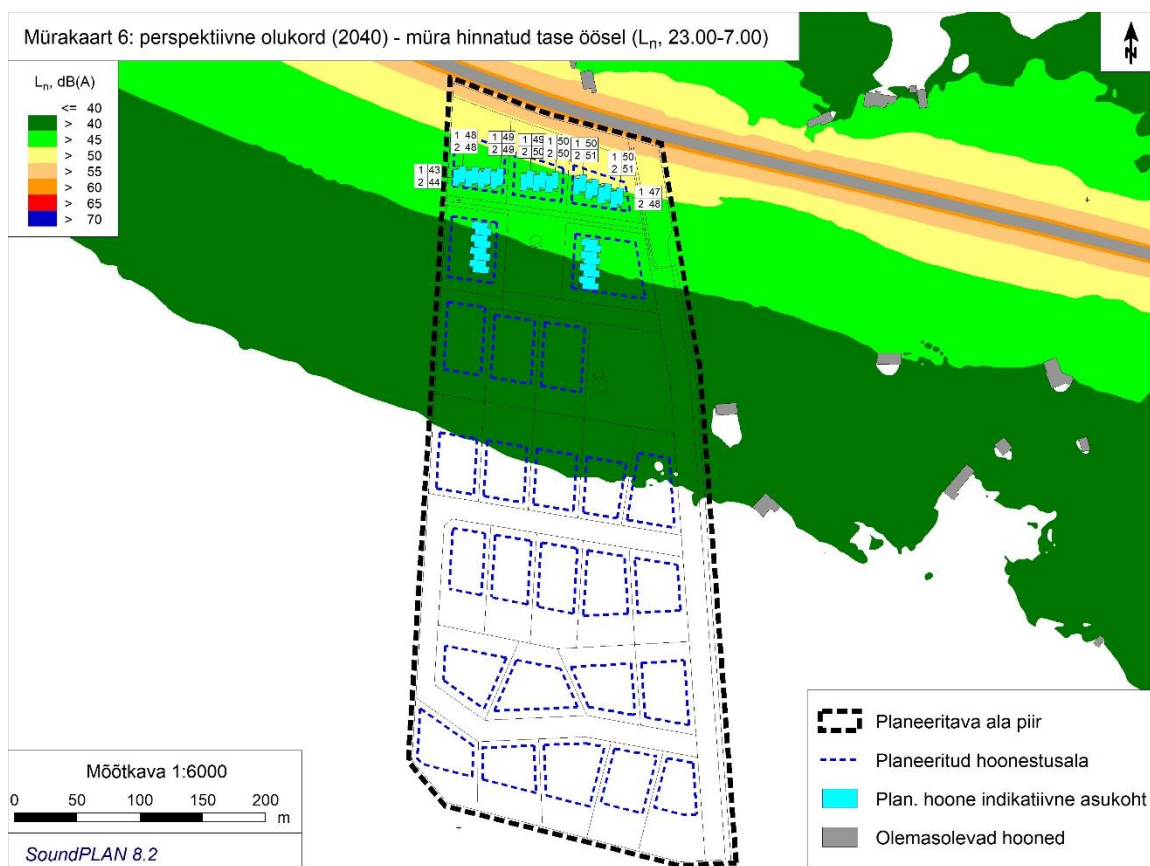 Mürakaart 6: perspektiivne olukord (2040) - müra hinnatud tase öösel (Ln, 23.00-7.00)
N
Ln, dB(A)
<= 40
> 40
> 45
> 50
> 55
> 60
> 65
> 70
1 48
2 48
1 49
2 49
1 49
2 50
1 50
2 50
1 50
2 51
1 50
2 51
1 43
2 44
1 47
2 48
Planeeritava ala piir
Planeeritud hoonestusala
Plan. hoone indikatiivne asukoht
Olemasolevad hooned
Mõõtkava 1:6000
0 50 100 150 200
m
SoundPLAN 8.2